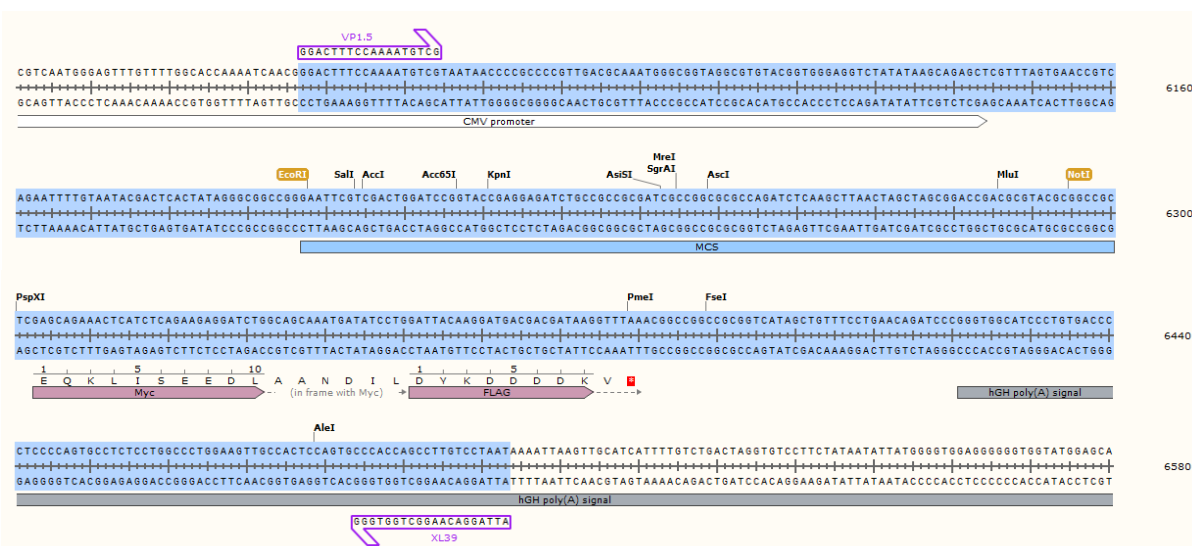 VP1.5
GGACTTTCCAAAATGTCG
CGTCAATGGGAGTTTGTTTTGGCACCAAAATCAACGGGACTTTCCAAAATGTCGTAATAACCCCGCCCCGTTGACGCAAATGGGCGGTAGGCGTGTACGGTGGGAGGTCTATATAAGCAGAGCTCGTTTAGTGAACCGTC
6160
GCAGTTACCCTCAAACAAAACCGTGGTTTTAGTTGCCCTGAAAGGTTTTACAGCATTATTGGGGCGGGGCAACTGCGTTTACCCGCCATCCGCACATGCCACCCTCCAGATATATTCGTCTCGAGCAAATCACTTGGCAG
CMV promoter
MreI
EcoRI SalI AccI Acc65I KpnI AsiSI SgrAI AscI MluI NotI
AGAATTTTGTAATACGACTCACTATAGGGCGGCCGGGAATTCGTCGACTGGATCCGGTACCGAGGAGATCTGCCGCCGCGATCGCCGGCGCGCCAGATCTCAAGCTTAACTAGCTAGCGGACCGACGCGTACGCGGCCGC
6300
TCTTAAAACATTATGCTGAGTGATATCCCGCCGGCCCTTAAGCAGCTGACCTAGGCCATGGCTCCTCTAGACGGCGGCGCTAGCGGCCGCGCGGTCTAGAGTTCGAATTGATCGATCGCCTGGCTGCGCATGCGCCGGCG
MCS
PspXI PmeI FseI
TCGAGCAGAAACTCATCTCAGAAGAGGATCTGGCAGCAAATGATATCCTGGATTACAAGGATGACGACGATAAGGTTTAAACGGCCGGCCGCGGTCATAGCTGTTTCCTGAACAGATCCCGGGTGGCATCCCTGTGACCC
6440
AGCTCGTCTTTGAGTAGAGTCTTCTCCTAGACCGTCGTTTACTATAGGACCTAATGTTCCTACTGCTGCTATTCCAAATTTGCCGGCCGGCGCCAGTATCGACAAAGGACTTGTCTAGGGCCCACCGTAGGGACACTGGG
1 5 10 1 5
E Q K L I S E E D L A A N D I L D Y K D D D D K V *
Myc (in frame with Myc) FLAG hGH poly(A) signal
AleI
CTCCCCAGTGCCTCTCCTGGCCCTGGAAGTTGCCACTCCAGTGCCCACCAGCCTTGTCCTAATAAAATTAAGTTGCATCATTTTGTCTGACTAGGTGTCCTTCTATAATATTATGGGGTGGAGGGGGGTGGTATGGAGCA
6580
GAGGGGTCACGGAGAGGACCGGGACCTTCAACGGTGAGGTCACGGGTGGTCGGAACAGGATTATTTTAATTCAACGTAGTAAAACAGACTGATCCACAGGAAGATATTATAATACCCCACCTCCCCCCACCATACCTCGT
hGH poly(A) signal
GGGTGGTCGGAACAGGATTA
XL39